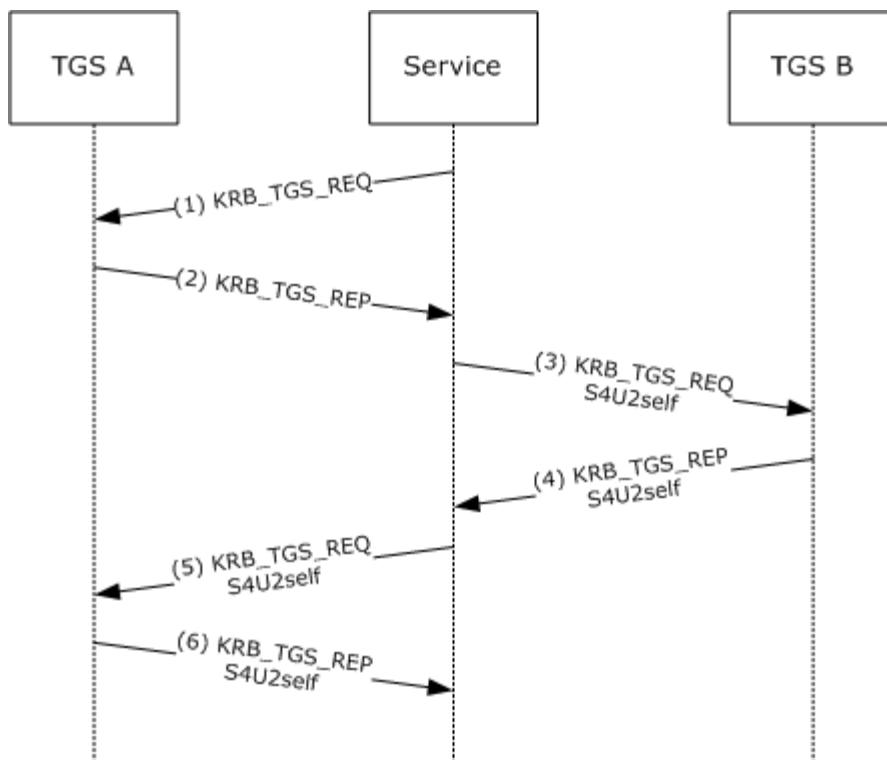 TGS A
Service
TGS B
(1) KRB_TGS_REQ
(2) KRB_TGS_REP
(3) KRB_TGS_REQ
S4U2self
(4) KRB_TGS_REP
S4U2self
(5) KRB_TGS_REQ
S4U2self
(6) KRB_TGS_REP
S4U2self